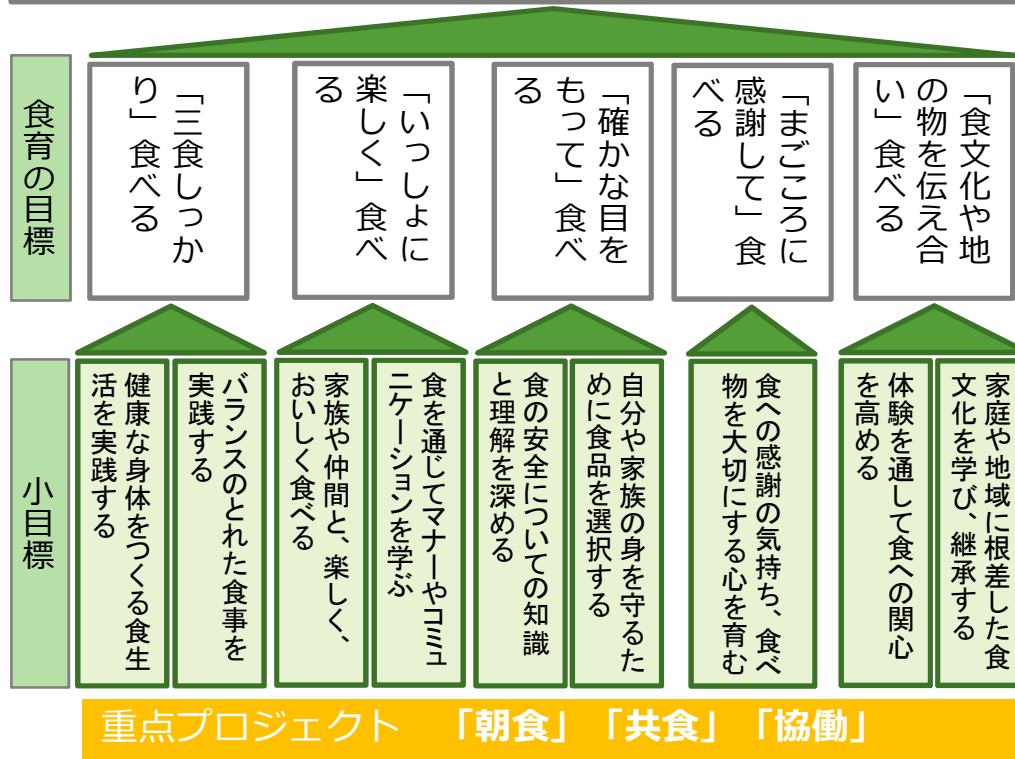 食育の目標
「三食しっか
り」食べる
「いっしょに
楽しく」食べ
る
「確かな目を
もって」食べ
る
「まごころに
感謝して」食
べる
「食文化や地
の物を伝え合
い」食べる
小目標
健康な身体をつくる食生
活を実践する
バランスのとれた食事を
実践する
家族や仲間と、楽しく、
おいしく食べる
食を通じてマナーやコミュ
ニケーションを学ぶ
食の安全についての知識
と理解を深める
自分や家族の身を守るた
めに食品を選択する
食への感謝の気持ち、食べ
物を大切にする心を育む
体験を通して食への関心
を高める
家庭や地域に根差した食
文化を学び、継承する
重点プロジェクト 「朝食」「共食」「協働」